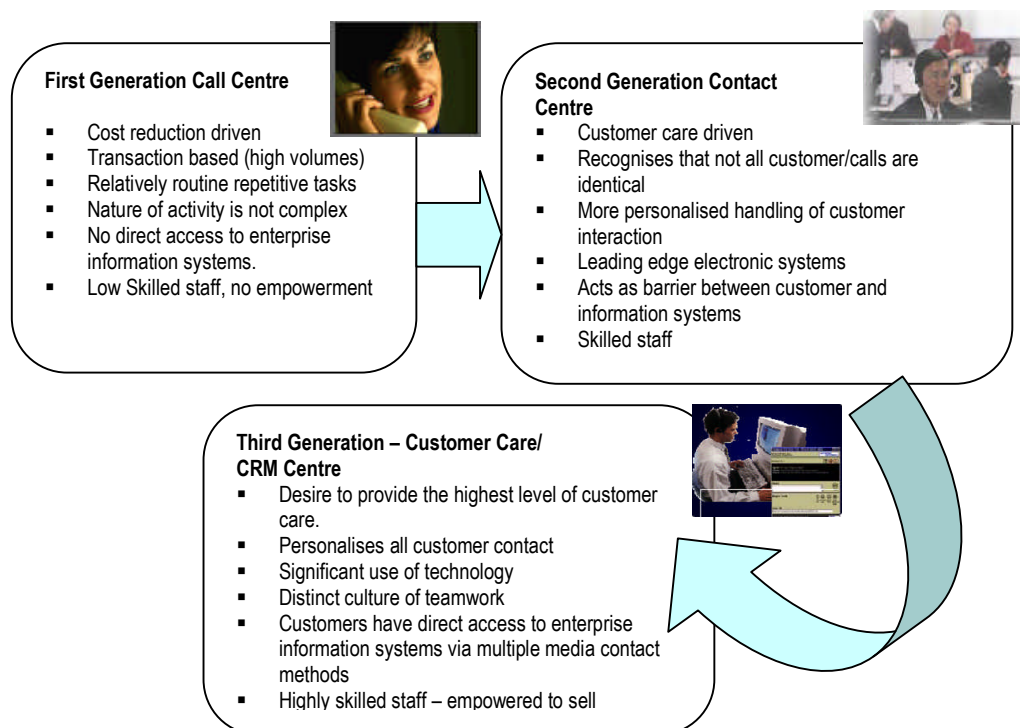 First Generation Call Centre
▪ Cost reduction driven
▪ Transaction based (high volumes)
▪ Relatively routine repetitive tasks
▪ Nature of activity is not complex
▪ No direct access to enterprise
information systems.
▪ Low Skilled staff, no empowerment
Second Generation Contact
Centre
▪ Customer care driven
▪ Recognises that not all customer/calls are
identical
▪ More personalised handling of customer
interaction
▪ Leading edge electronic systems
▪ Acts as barrier between customer and
information systems
▪ Skilled staff
Third Generation – Customer Care/
CRM Centre
▪ Desire to provide the highest level of customer
care.
▪ Personalises all customer contact
▪ Significant use of technology
▪ Distinct culture of teamwork
▪ Customers have direct access to enterprise
information systems via multiple media contact
methods
▪ Highly skilled staff – empowered to sell